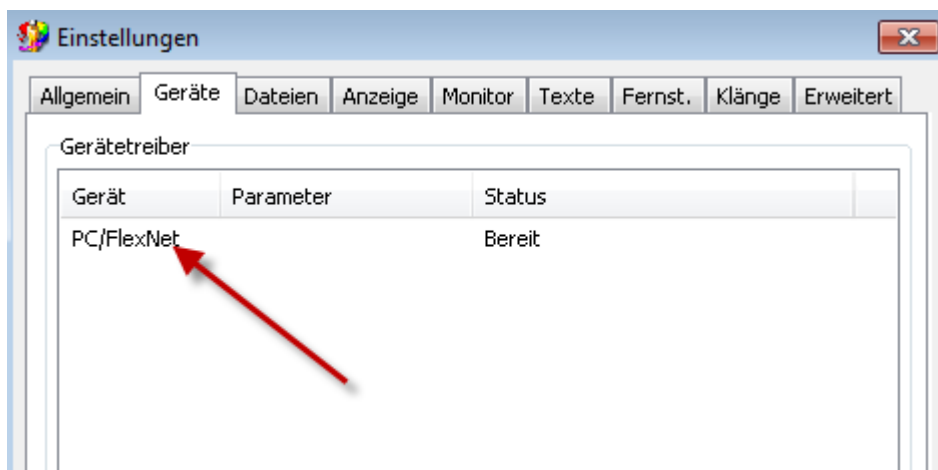 Einstellungen
Allgemein Geräte Dateien Anzeige Monitor Texte Fernst. Klänge Erweitert
Gerätetreiber
Gerät Parameter Status
PC/FlexNet Bereit